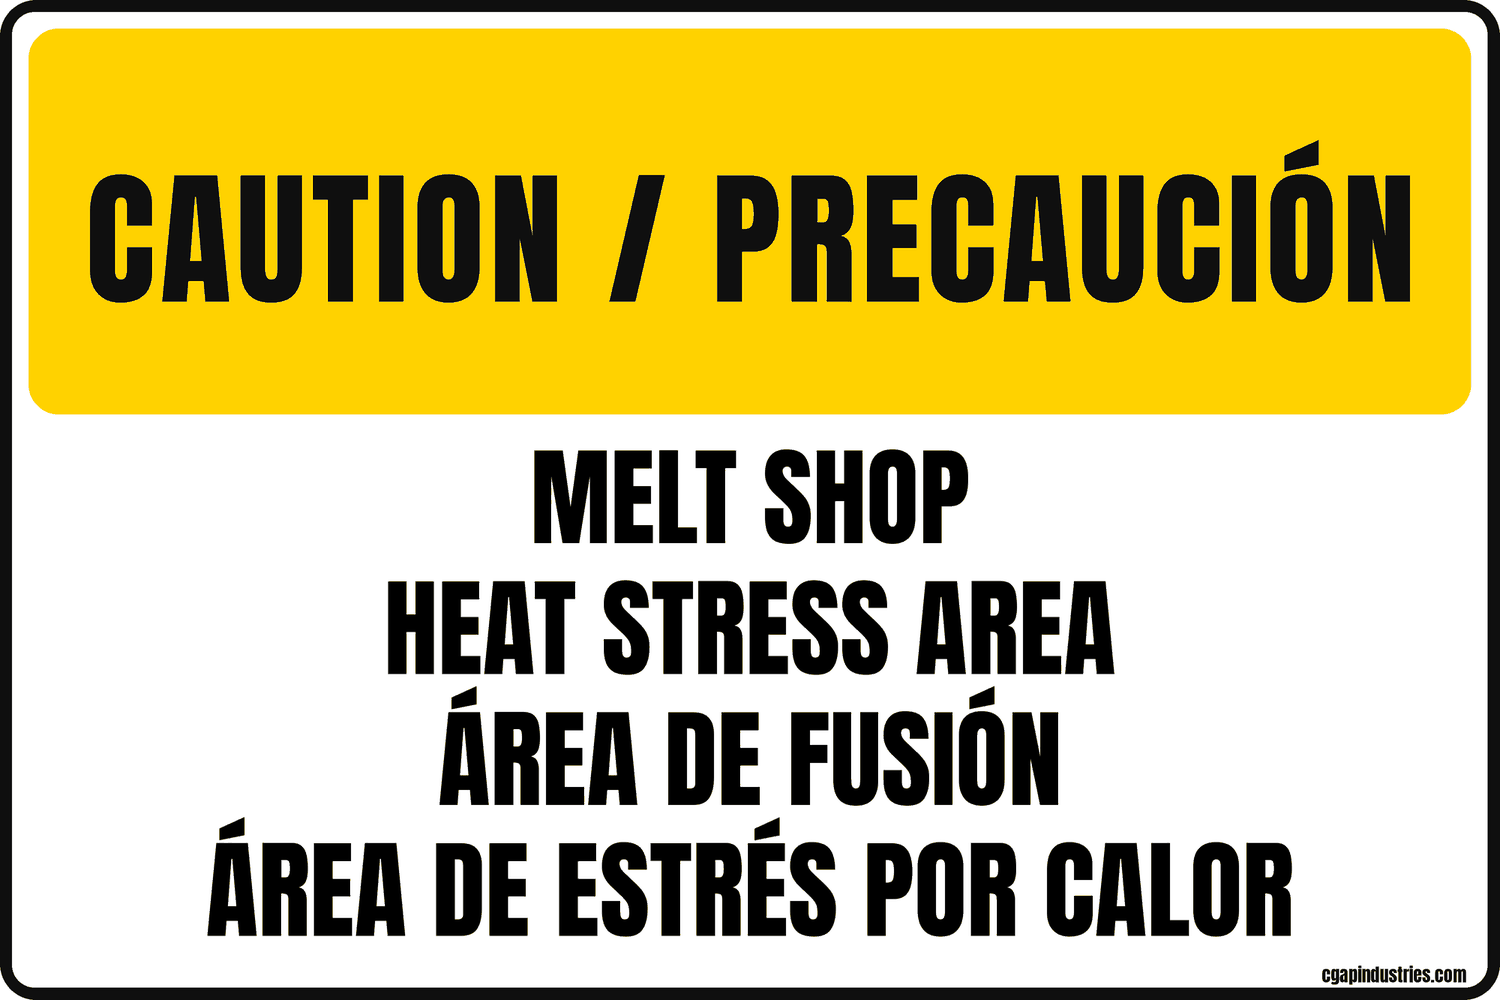 CAUTION / PRECAUCIÓN
MELT SHOP
HEAT STRESS AREA
ÁREA DE FUSIÓN
ÁREA DE ESTRÉS POR CALOR
cgapindustries.com